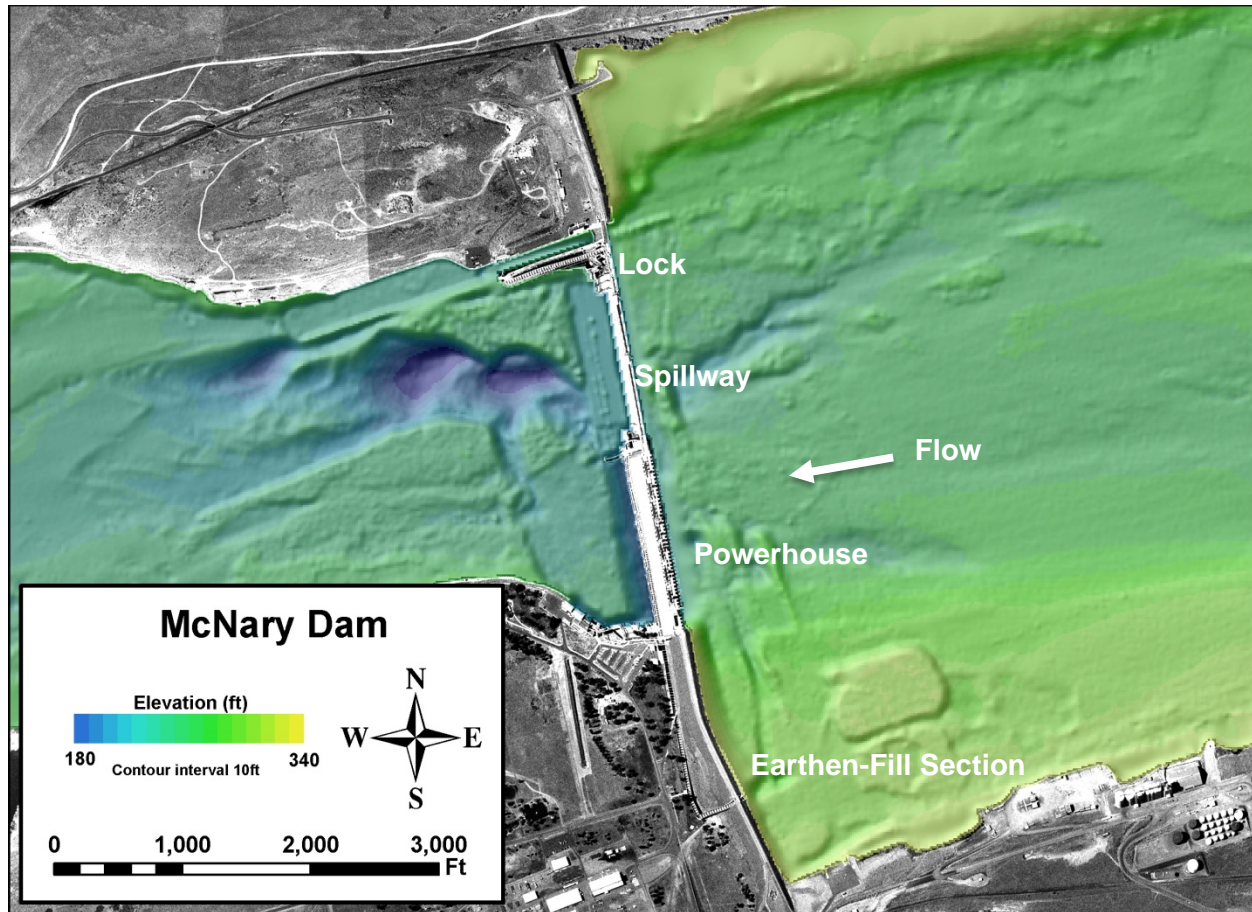 Lock
Spillway
Flow
Powerhouse
Earthen-Fill Section
McNary Dam
Elevation (ft)
180 340
Contour interval 10ft
N
W E
S
0 1,000 2,000 3,000
Ft